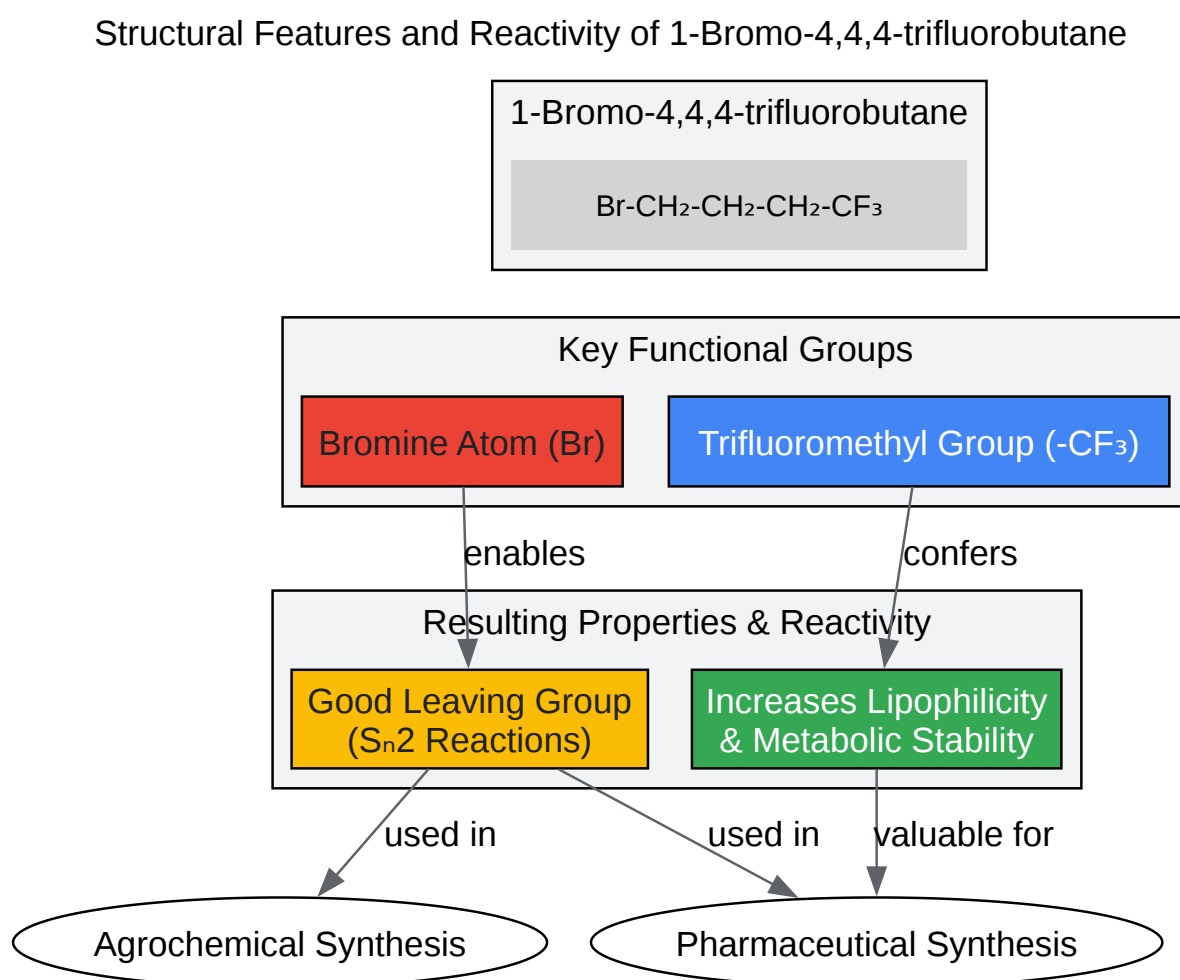 Structural Features and Reactivity of 1-Bromo-4,4,4-trifluorobutane
1-Bromo-4,4,4-trifluorobutane
Br-CH₂-CH₂-CH₂-CF₃
Key Functional Groups
Bromine Atom (Br)
Trifluoromethyl Group (-CF₃)
enables
confers
Resulting Properties & Reactivity
Good Leaving Group
(Sₙ2 Reactions)
Increases Lipophilicity
& Metabolic Stability
used in
used in
valuable for
Agrochemical Synthesis
Pharmaceutical Synthesis